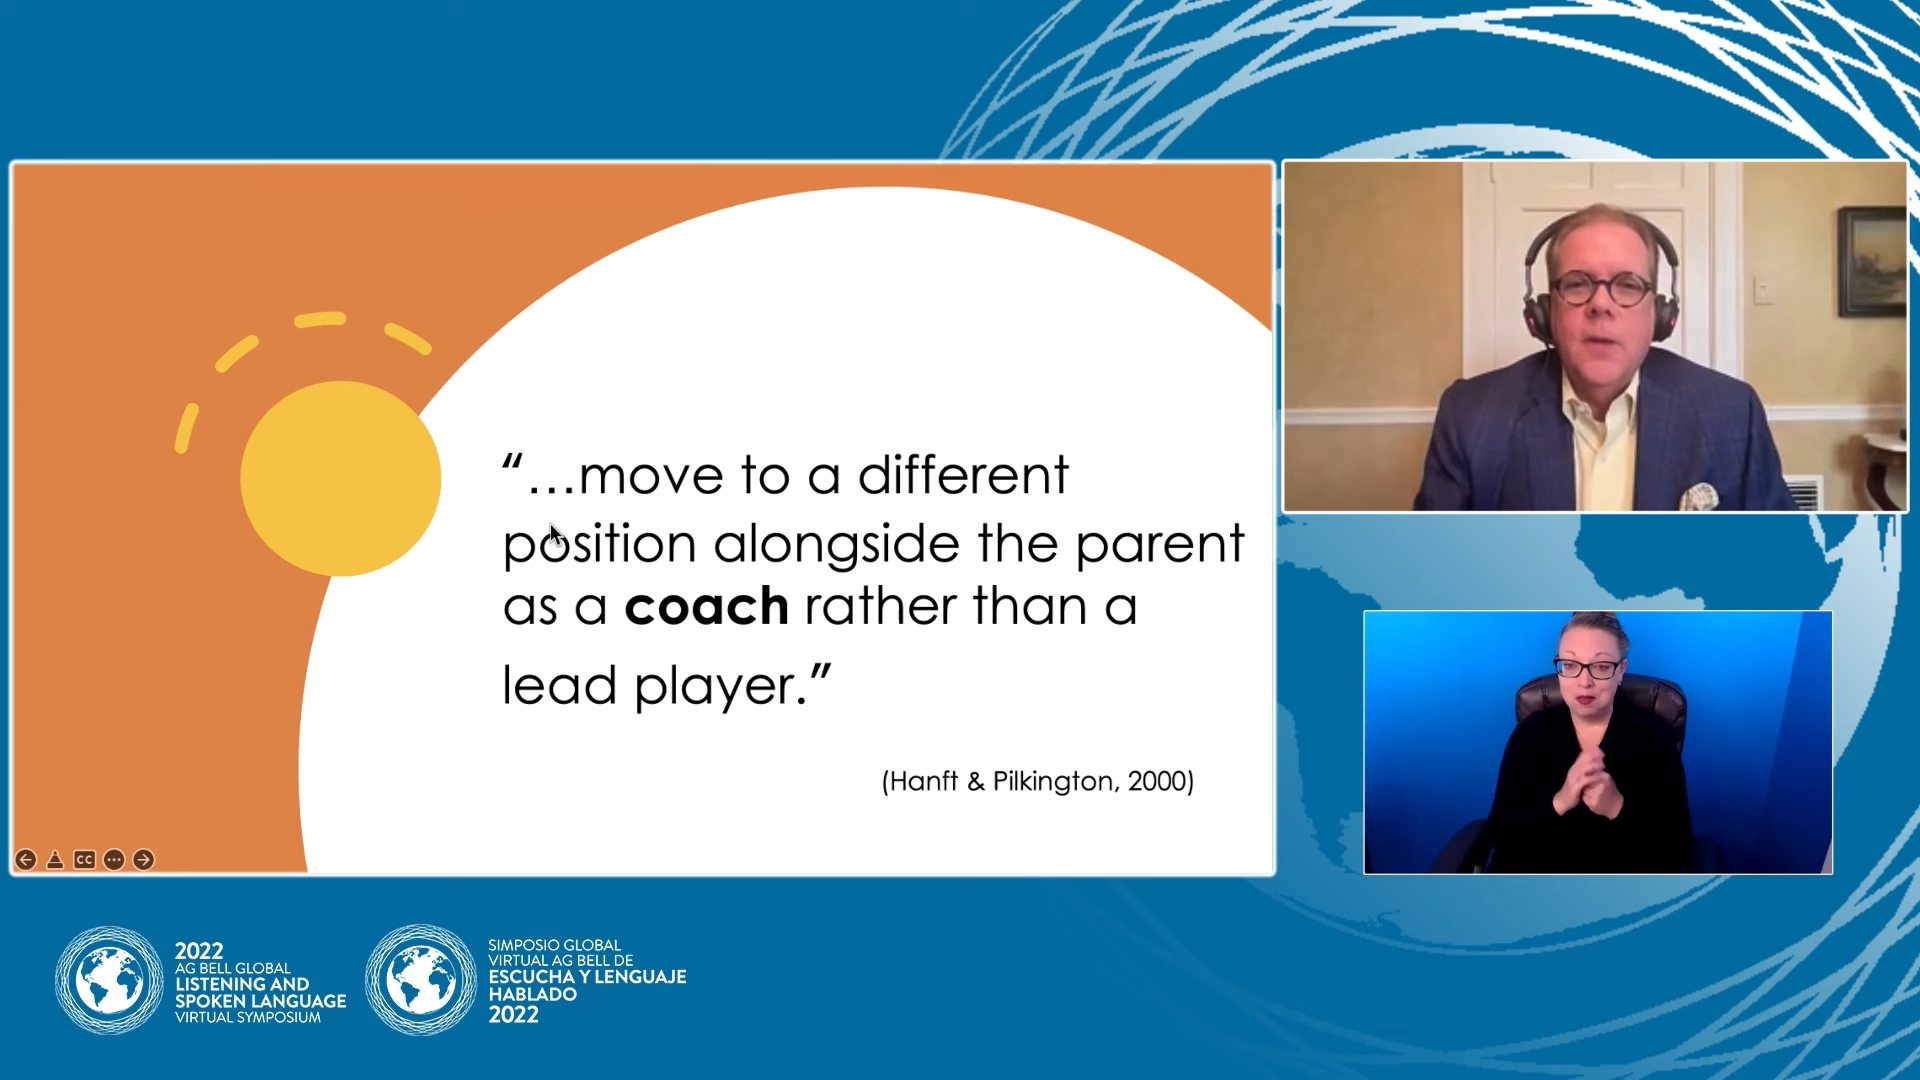 “…move to a different
position alongside the parent
as a coach rather than a
lead player.”
(Hanft & Pilkington, 2000)
CC
2022
AG BELL GLOBAL
LISTENING AND
SPOKEN LANGUAGE
VIRTUAL SYMPOSIUM
SIMPOSIO GLOBAL
VIRTUAL AG BELL DE
ESCUCHA Y LENGUAJE
HABLADO
2022